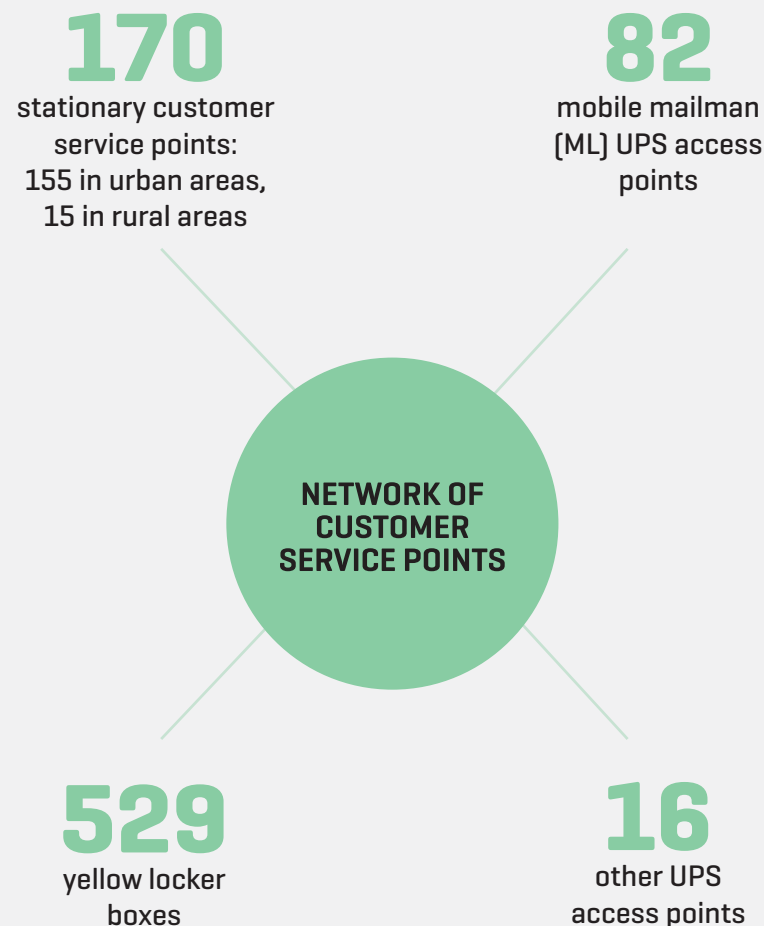 170
stationary customer
service points:
155 in urban areas,
15 in rural areas
82
mobile mailman
(ML) UPS access
points
NETWORK OF
CUSTOMER
SERVICE POINTS
529
yellow locker
boxes
16
other UPS
access points